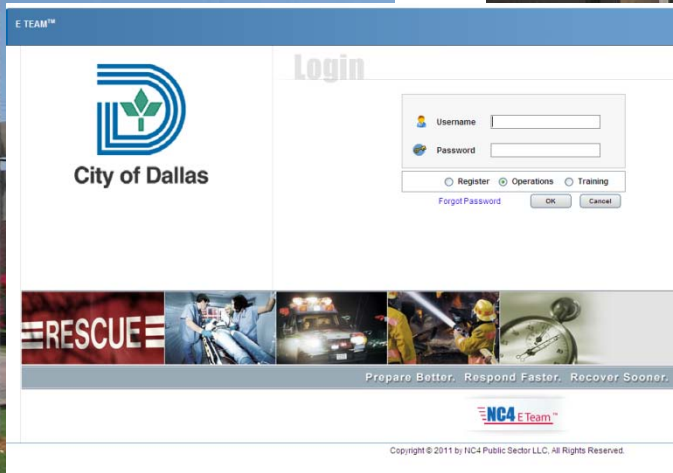 E TEAM™
Login
City of Dallas
Username
Password
Register Operations Training
Forgot Password OK Cancel
RESCUE
Prepare Better. Respond Faster. Recover Sooner.
NC4 E Team™
Copyright © 2011 by NC4 Public Sector LLC, All Rights Reserved.